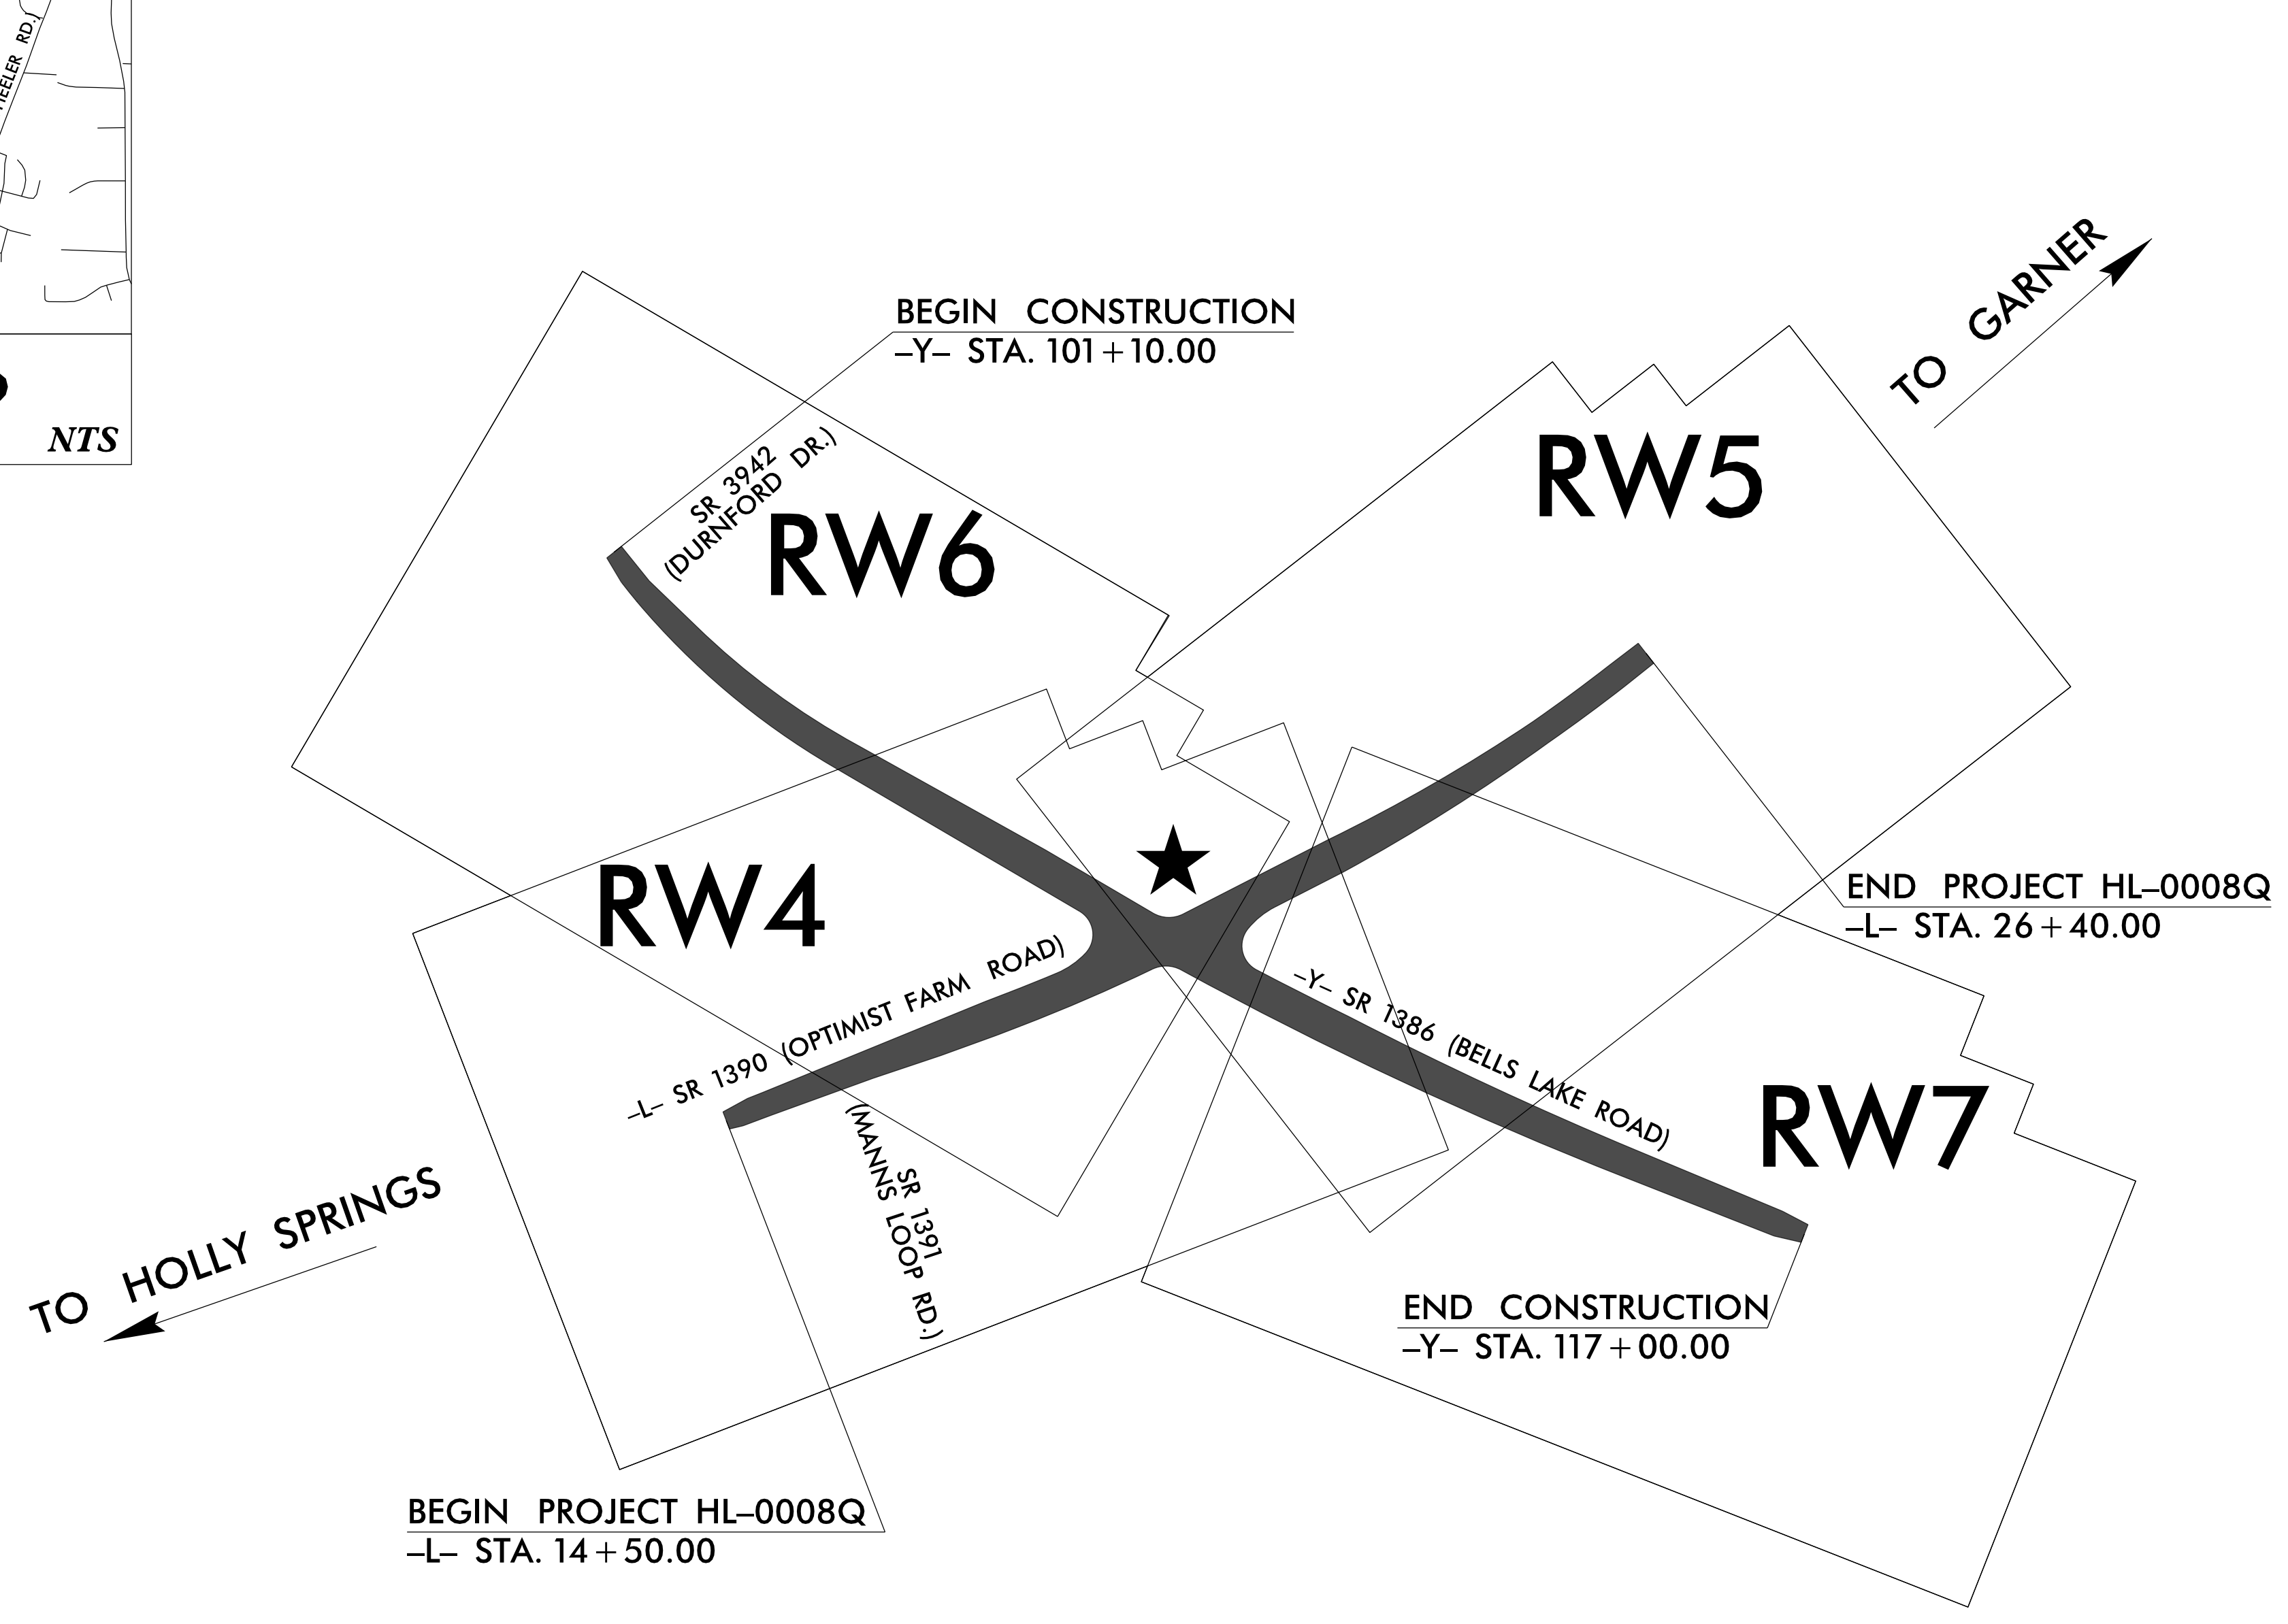 RD.)
NTS
BEGIN CONSTRUCTION
–Y– STA. 101+10.00
TO GARNER
SR 3942
(DURNFORD DR.)
RW6
RW5
RW4
END PROJECT HL–0008Q
–L– STA. 26+40.00
–L– SR 1390 (OPTIMIST FARM ROAD)
–Y– SR 1386 (BELLS LAKE ROAD)
RW7
SR 1391
(MANNS LOOP RD.)
TO HOLLY SPRINGS
END CONSTRUCTION
–Y– STA. 117+00.00
BEGIN PROJECT HL–0008Q
–L– STA. 14+50.00